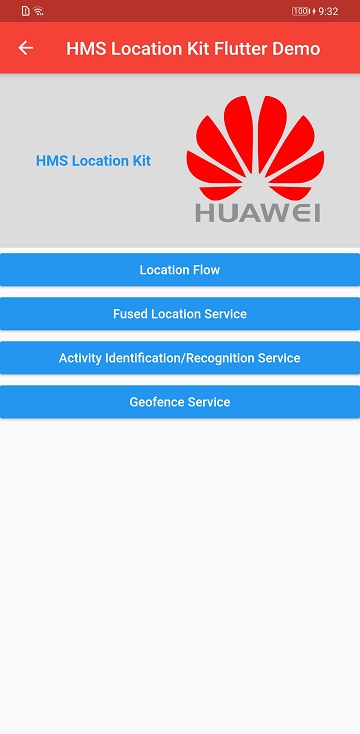 100 9:32
HMS Location Kit Flutter Demo
HMS Location Kit
HUAWEI
Location Flow
Fused Location Service
Activity Identification/Recognition Service
Geofence Service